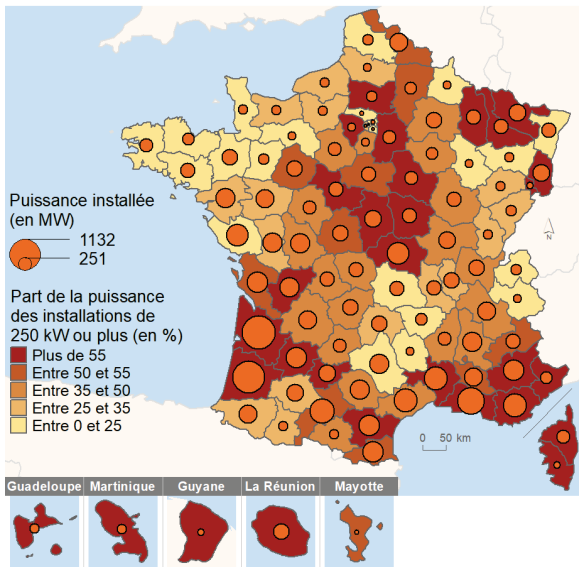 Puissance installée
(en MW)
1132
251
Part de la puissance
des installations de
250 kW ou plus (en %)
Plus de 55
Entre 50 et 55
Entre 35 et 50
Entre 25 et 35
Entre 0 et 25
N
0 50 km
Guadeloupe Martinique Guyane La Réunion Mayotte